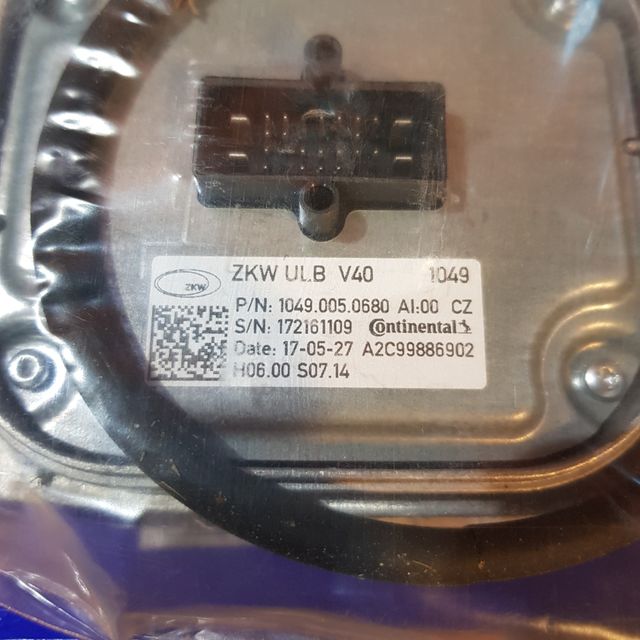 ZKW ULB V40 1049
ZKW
P/N: 1049.005.0680 AI:00 CZ
S/N: 172161109 Continental
Date: 17-05-27 A2C99886902
H06.00 S07.14